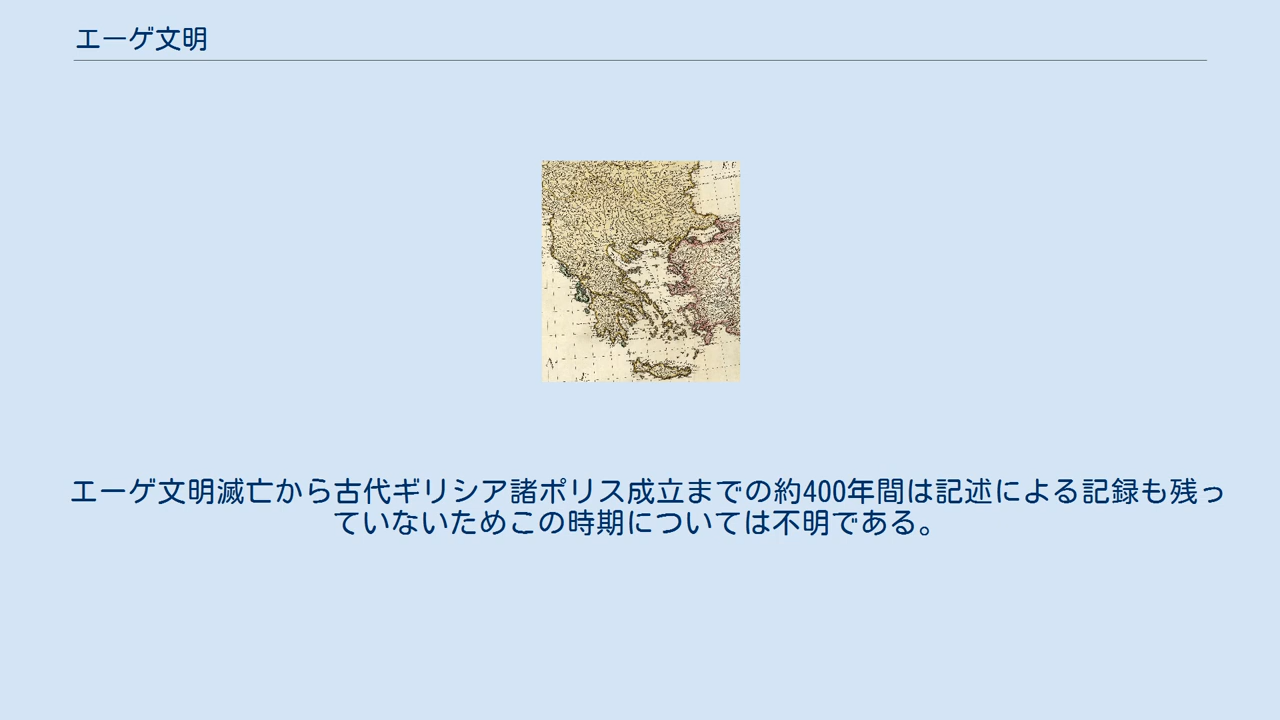 エーゲ文明
エーゲ文明滅亡から古代ギリシア諸ポリス成立までの約400年間は記述による記録も残っ
ていないためこの時期については不明である。